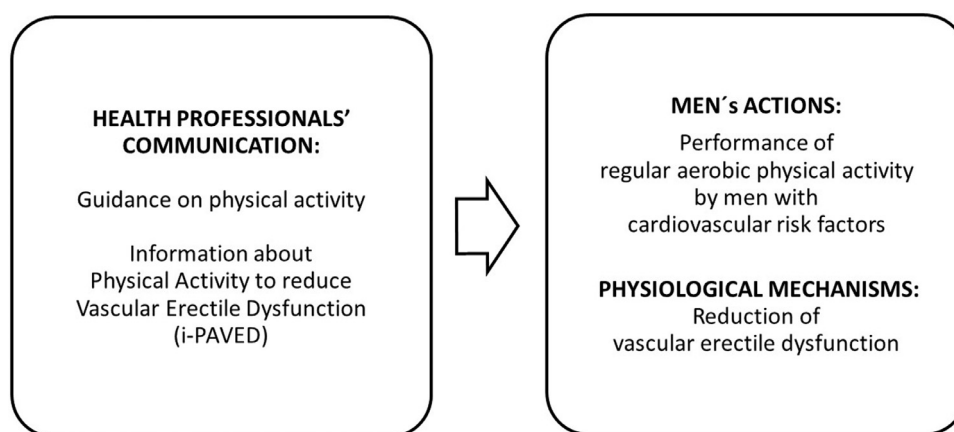 HEALTH PROFESSIONALS’
COMMUNICATION:
Guidance on physical activity
Information about
Physical Activity to reduce
Vascular Erectile Dysfunction
(i-PAVED)
MEN´s ACTIONS:
Performance of
regular aerobic physical activity
by men with
cardiovascular risk factors
PHYSIOLOGICAL MECHANISMS:
Reduction of
vascular erectile dysfunction